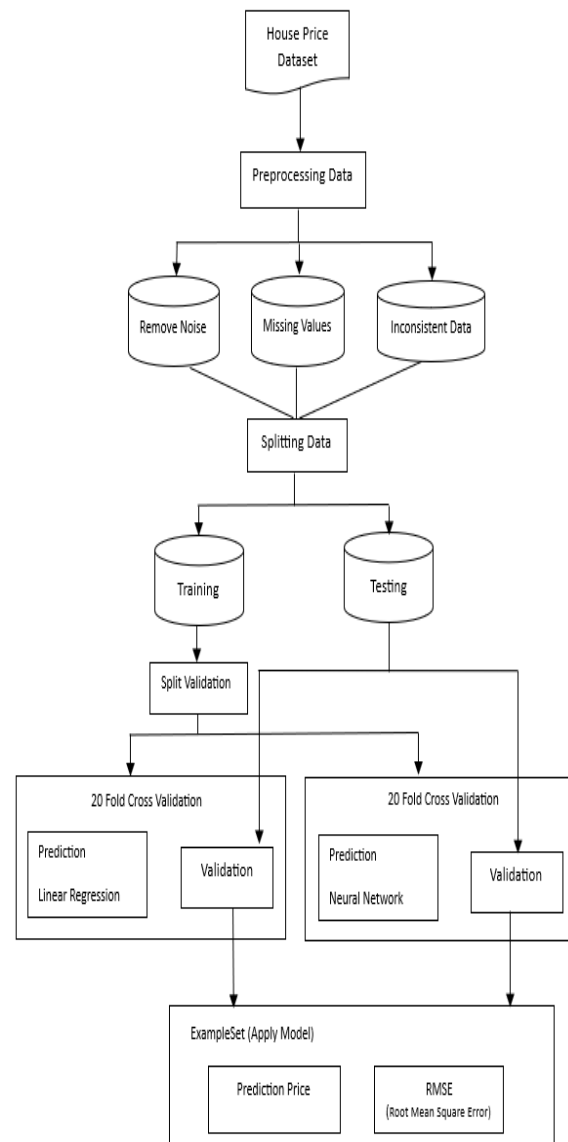 House Price
Dataset
Preprocessing Data
Remove Noise
Missing Values
Inconsistent Data
Splitting Data
Training
Testing
Split Validation
20 Fold Cross Validation
Prediction
Linear Regression
Validation
20 Fold Cross Validation
Prediction
Neural Network
Validation
ExampleSet (Apply Model)
Prediction Price
RMSE
(Root Mean Square Error)